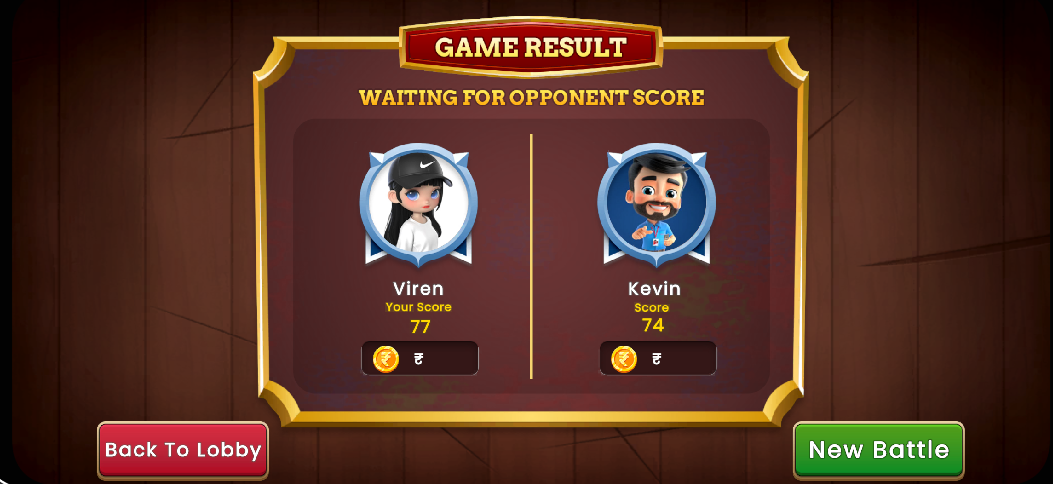 GAME RESULT
WAITING FOR OPPONENT SCORE
Viren
Your Score
77
₹ ₹
Kevin
Score
74
₹ ₹
Back To Lobby
New Battle